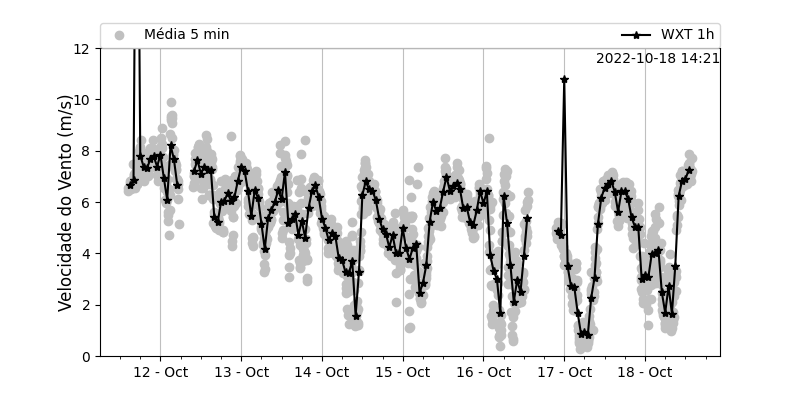 Média 5 min
WXT 1h
2022-10-18 14:21
Velocidade do Vento (m/s)
12
10
8
6
4
2
0
12 - Oct
13 - Oct
14 - Oct
15 - Oct
16 - Oct
17 - Oct
18 - Oct